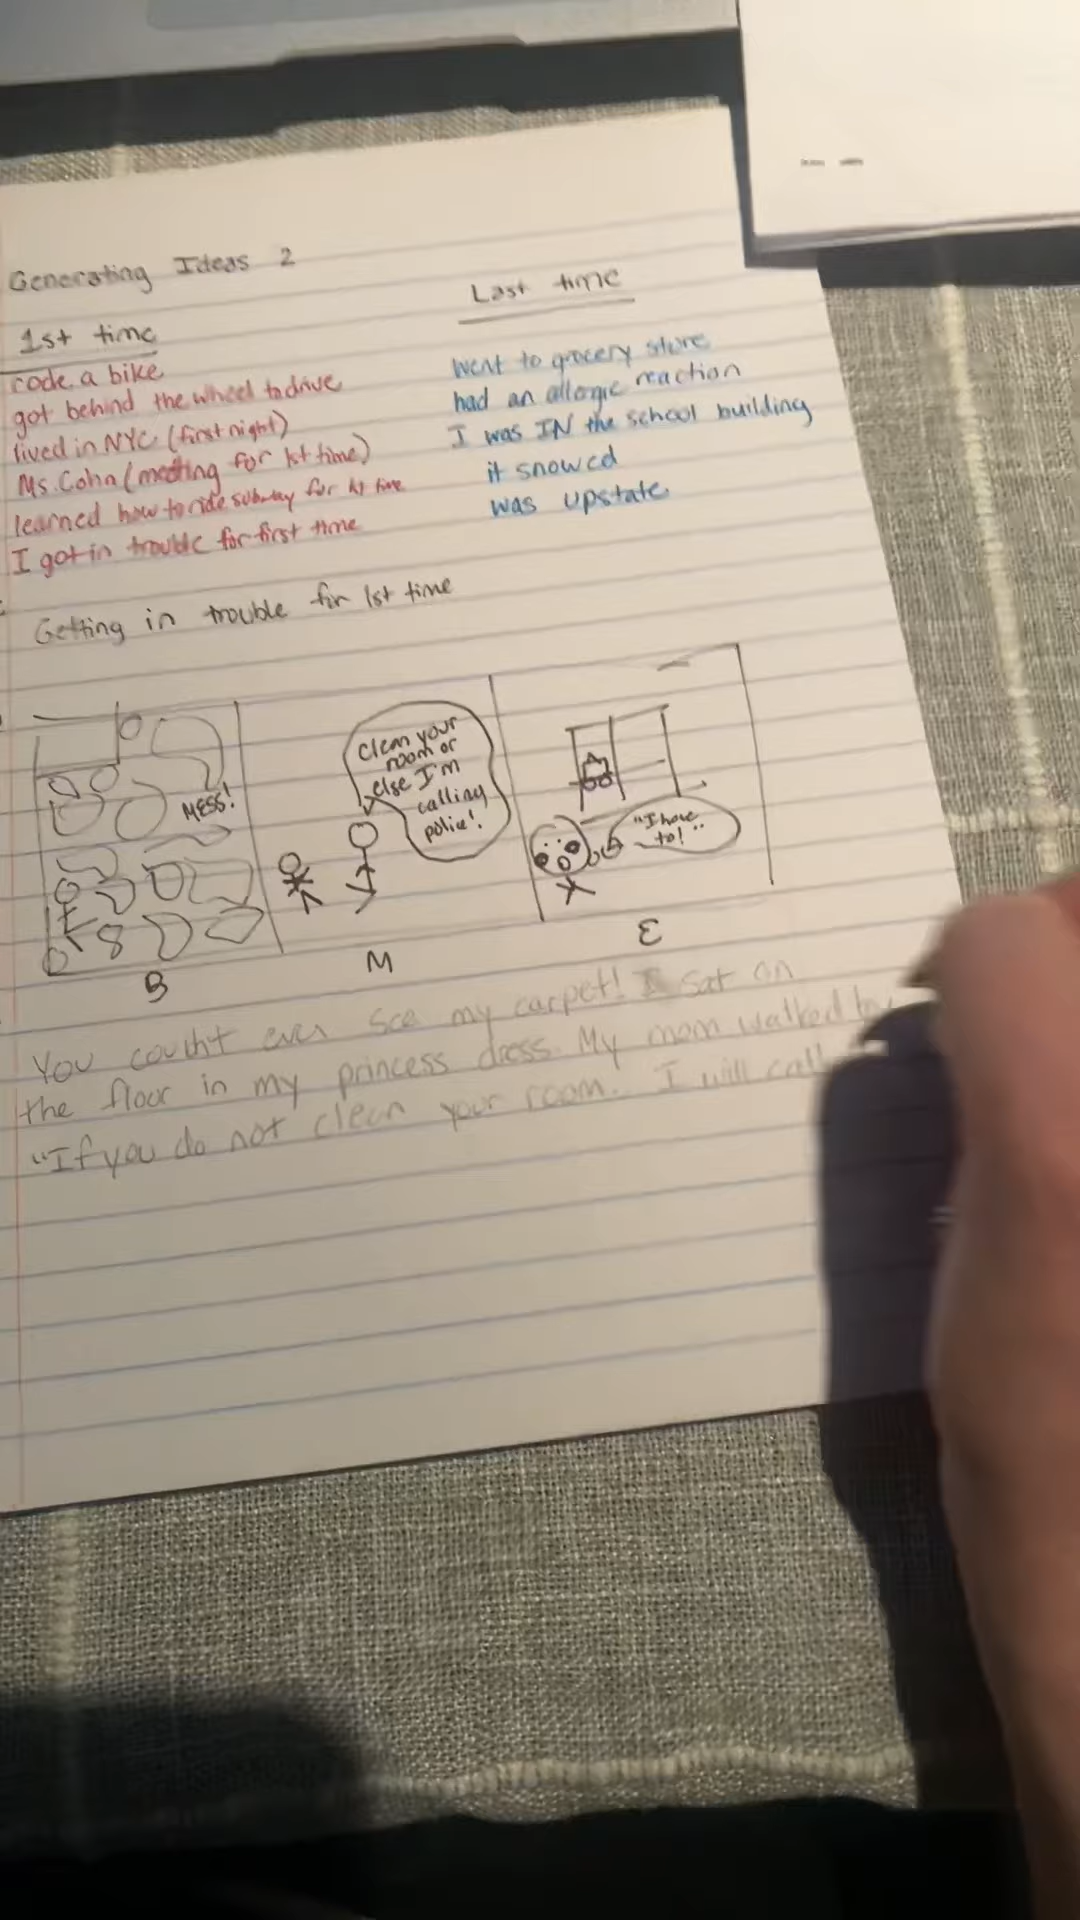 Generating Ideas 2
1st time
rode a bike
got behind the wheel to drive
lived in NYC (first night)
Ms. Cohn (meeting for 1st time)
learned how to ride subway for 1st time
I got in trouble for first time
Last time
went to grocery store
had an allergic reaction
I was IN the school building
it snowed
was upstate
Getting in trouble for 1st time
MESS!
Clean your
room or
else I'm
calling
police!
"I have
to!"
B
M
E
You couldn't even see my carpet! I sat on
the floor in my princess dress. My mom walked by
"If you do not clean your room. I will call